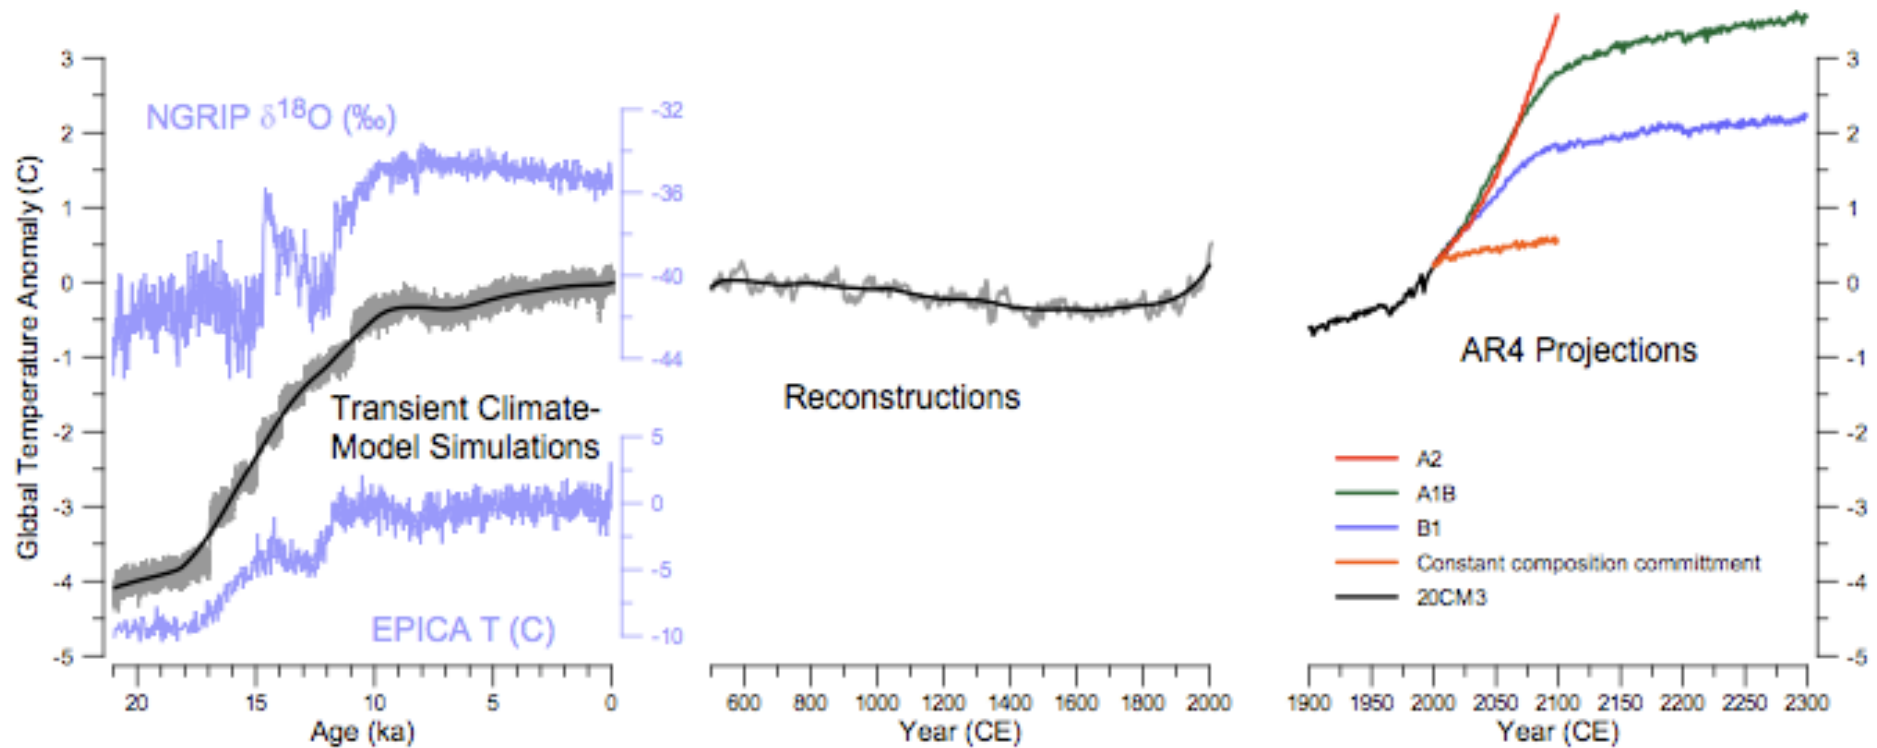 Global Temperature Anomaly (C)
3
2
1
0
-1
-2
-3
-4
-5
NGRIP δ18O (‰)
-32
-36
-40
-44
Transient Climate-
Model Simulations
5
0
-5
-10
EPICA T (C)
20 15 10 5 0
Age (ka)
Reconstructions
600 800 1000 1200 1400 1600 1800 2000
Year (CE)
AR4 Projections
A2
A1B
B1
Constant composition committment
20CM3
3
2
1
0
-1
-2
-3
-4
-5
1900 1950 2000 2050 2100 2150 2200 2250 2300
Year (CE)